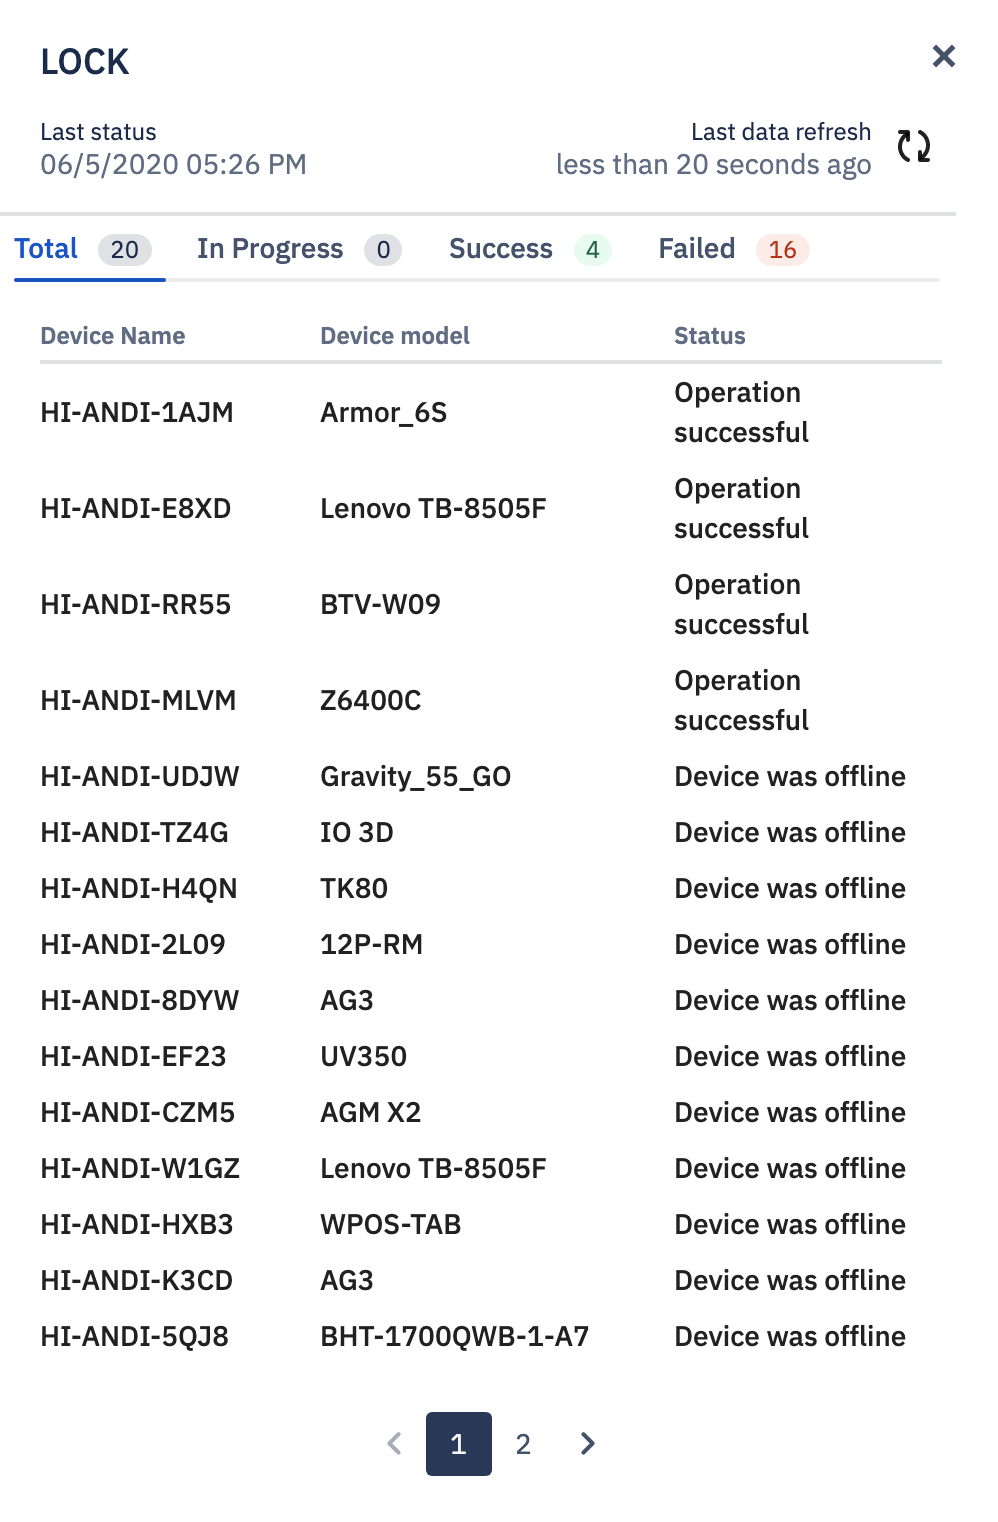 LOCK
Last status
06/5/2020 05:26 PM
Last data refresh
less than 20 seconds ago
Total 20 In Progress 0 Success 4 Failed 16
Device Name Device model Status
HI-ANDI-1AJM Armor_6S Operation
successful
HI-ANDI-E8XD Lenovo TB-8505F Operation
successful
HI-ANDI-RR55 BTV-W09 Operation
successful
HI-ANDI-MLVM Z6400C Operation
successful
HI-ANDI-UDJW Gravity_55_GO Device was offline
HI-ANDI-TZ4G IO 3D Device was offline
HI-ANDI-H4QN TK80 Device was offline
HI-ANDI-2L09 12P-RM Device was offline
HI-ANDI-8DYW AG3 Device was offline
HI-ANDI-EF23 UV350 Device was offline
HI-ANDI-CZM5 AGM X2 Device was offline
HI-ANDI-W1GZ Lenovo TB-8505F Device was offline
HI-ANDI-HXB3 WPOS-TAB Device was offline
HI-ANDI-K3CD AG3 Device was offline
HI-ANDI-5QJ8 BHT-1700QWB-1-A7 Device was offline
1 2